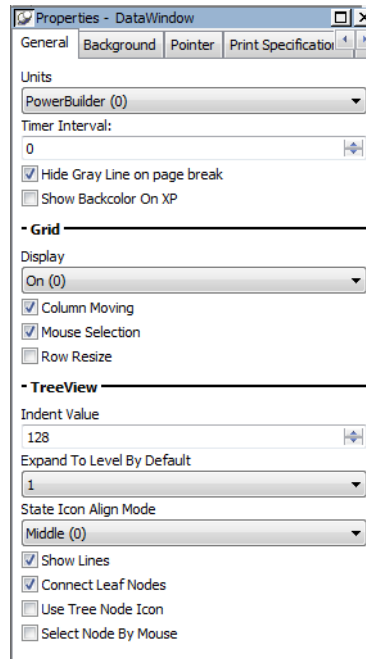 Properties - DataWindow
General Background Pointer Print Specification
Units
PowerBuilder (0)
Timer Interval:
0
Hide Gray Line on page break
Show Backcolor On XP
- Grid
Display
On (0)
Column Moving
Mouse Selection
Row Resize
- TreeView
Indent Value
128
Expand To Level By Default
1
State Icon Align Mode
Middle (0)
Show Lines
Connect Leaf Nodes
Use Tree Node Icon
Select Node By Mouse